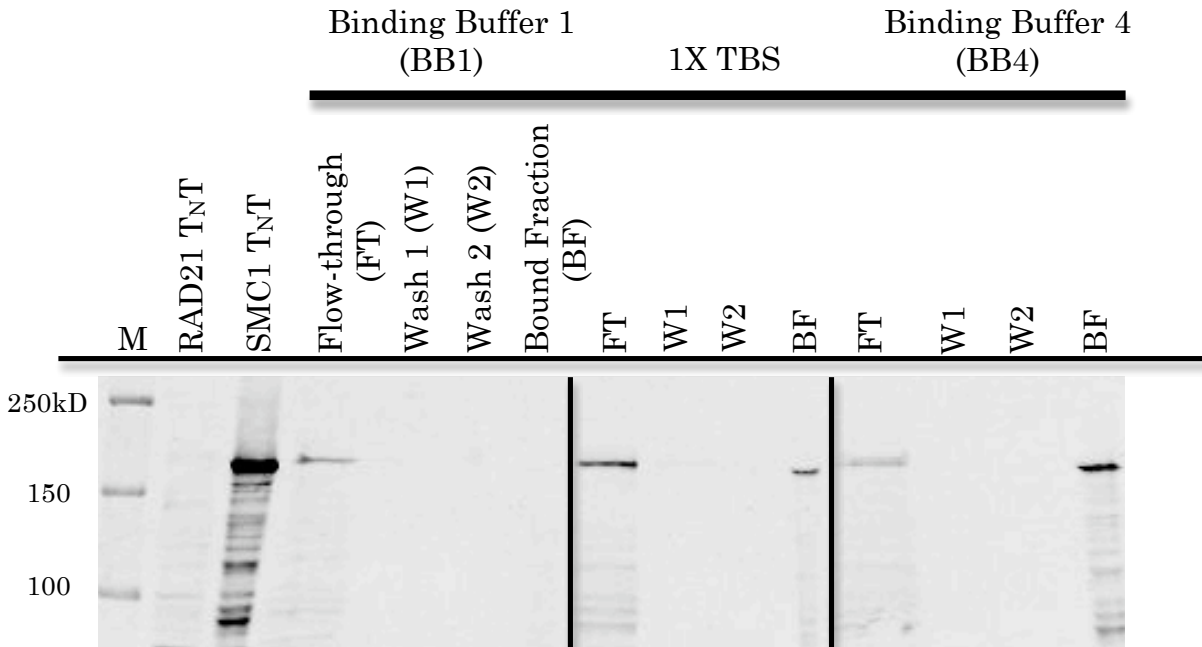 Binding Buffer 1
(BB1)
1X TBS
Binding Buffer 4
(BB4)
M
RAD21 TNT
SMC1 TNT
Flow-through
(FT)
Wash 1 (W1)
Wash 2 (W2)
Bound Fraction
(BF)
FT
W1
W2
BF
FT
W1
W2
BF
250kD
150
100